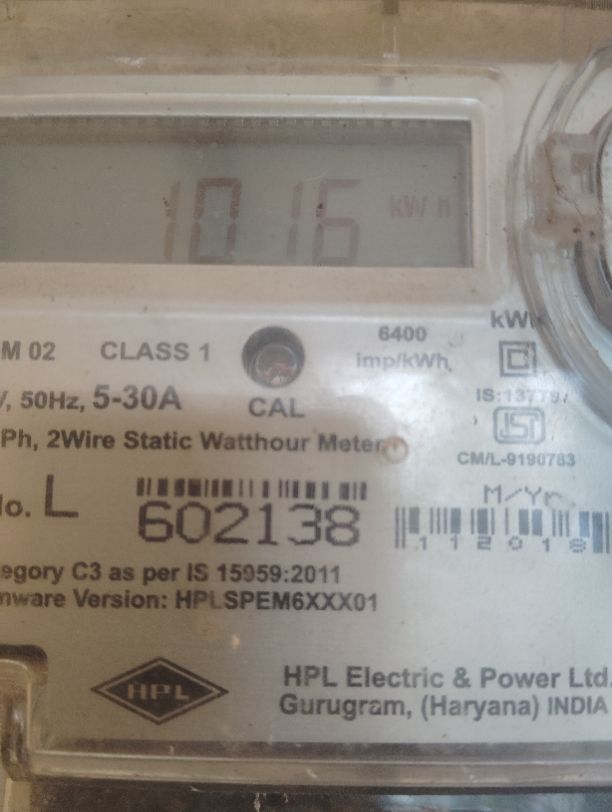 1016 kWh
M 02 CLASS 1
6400
imp/kWh
kWh
V, 50Hz, 5-30A
CAL
IS:13779/
ISI
CM/L-9190783
Ph, 2Wire Static Watthour Meter
No. L 602138
M/Yr
112018
egory C3 as per IS 15959:2011
mware Version: HPLSPEM6XXX01
HPL
HPL Electric & Power Ltd.
Gurugram, (Haryana) INDIA